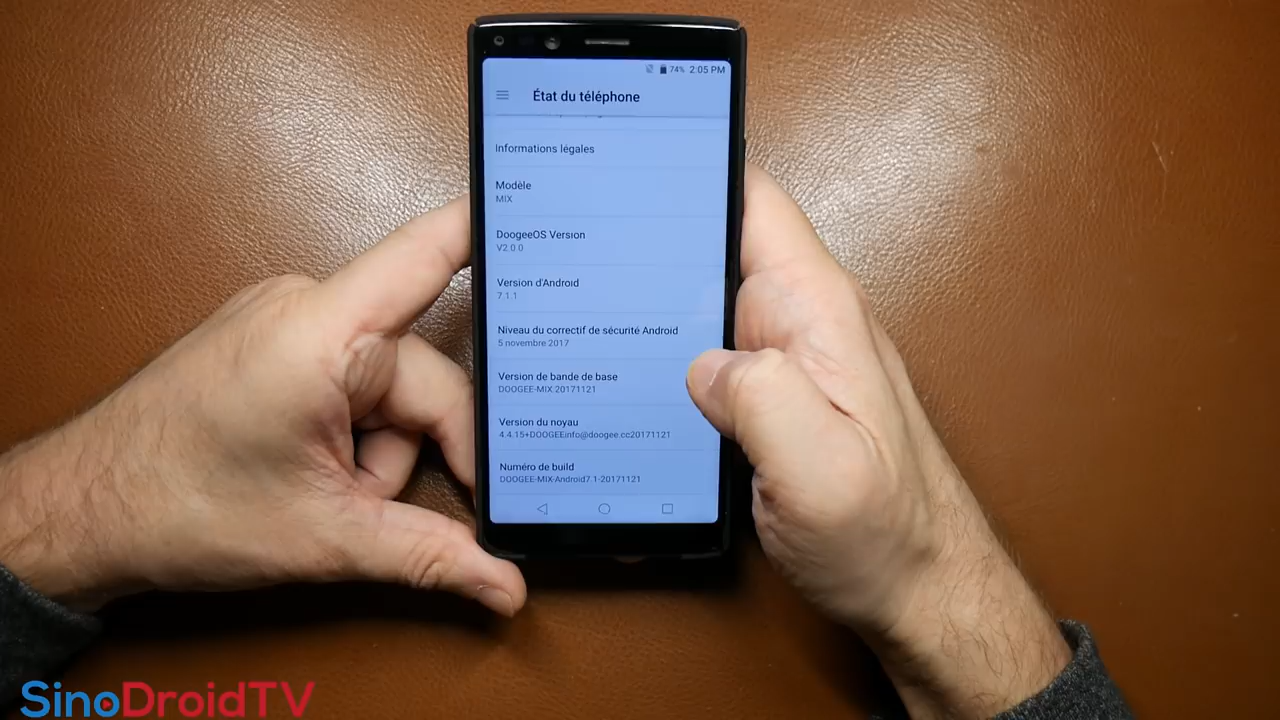 74% 2:05 PM
État du téléphone
Informations légales
Modèle
MIX
DoogeeOS Version
V2.0.0
Version d'Android
7.1.1
Niveau du correctif de sécurité Android
5 novembre 2017
Version de bande de base
DOOGEE-MIX 20171121
Version du noyau
4.4.15+DOOGEEinfo@doogee.cc20171121
Numéro de build
DOOGEE-MIX-Android7.1-20171121
SinoDroidTV